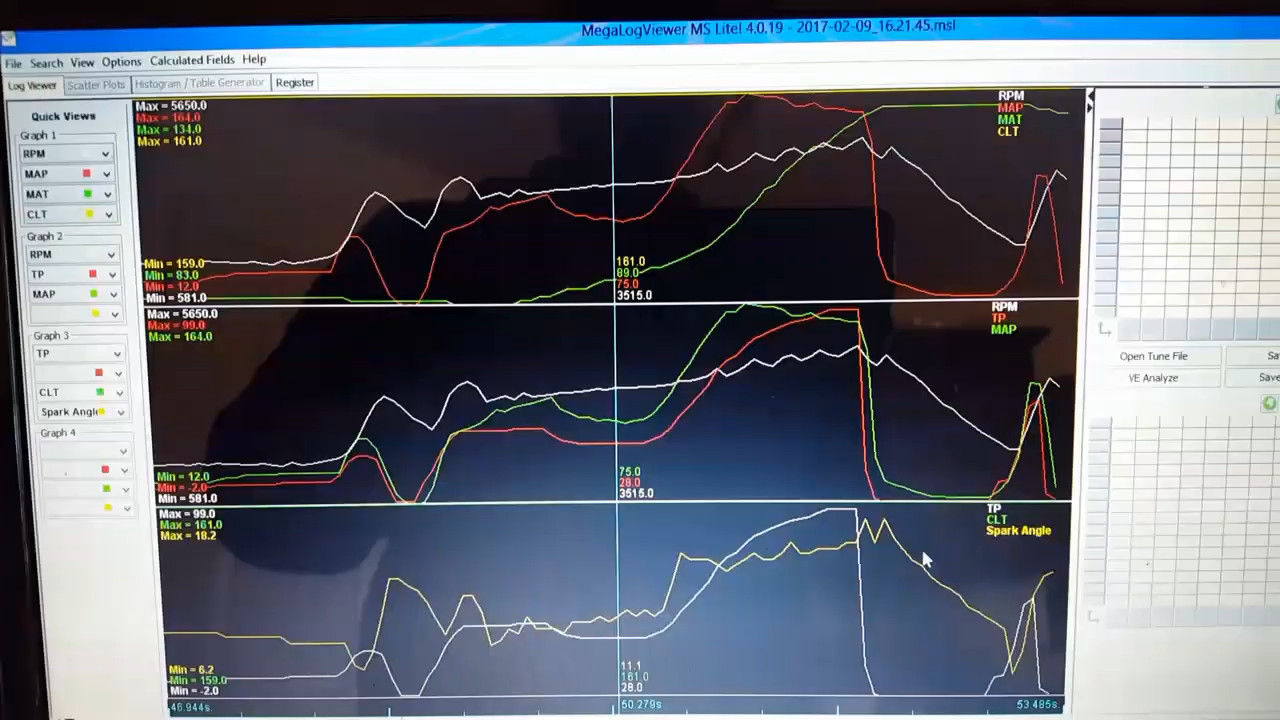 MegaLogViewer MS Lite! 4.0.19 - 2017-02-09_16.21.45.msl
File Search View Options Calculated Fields Help
Log Viewer Scatter Plots Histogram / Table Generator Register
Quick Views
Graph 1
RPM
MAP
MAT
CLT
Graph 2
RPM
TP
MAP
Graph 3
TP
CLT
Spark Angle
Graph 4
Max = 5650.0
Max = 164.0
Max = 134.0
Max = 161.0
RPM
MAP
MAT
CLT
Min = 159.0
Min = 83.0
Min = 12.0
Min = 581.0
161.0
89.0
75.0
3515.0
Max = 5650.0
Max = 99.0
Max = 164.0
RPM
TP
MAP
Min = 12.0
Min = -2.0
Min = 581.0
75.0
28.0
3515.0
Max = 99.0
Max = 161.0
Max = 18.2
TP
CLT
Spark Angle
Min = 6.2
Min = 159.0
Min = -2.0
11.1
161.0
28.0
46.944s.
50.279s
53.485s.
Open Tune File
Sa
VE Analyze
Save